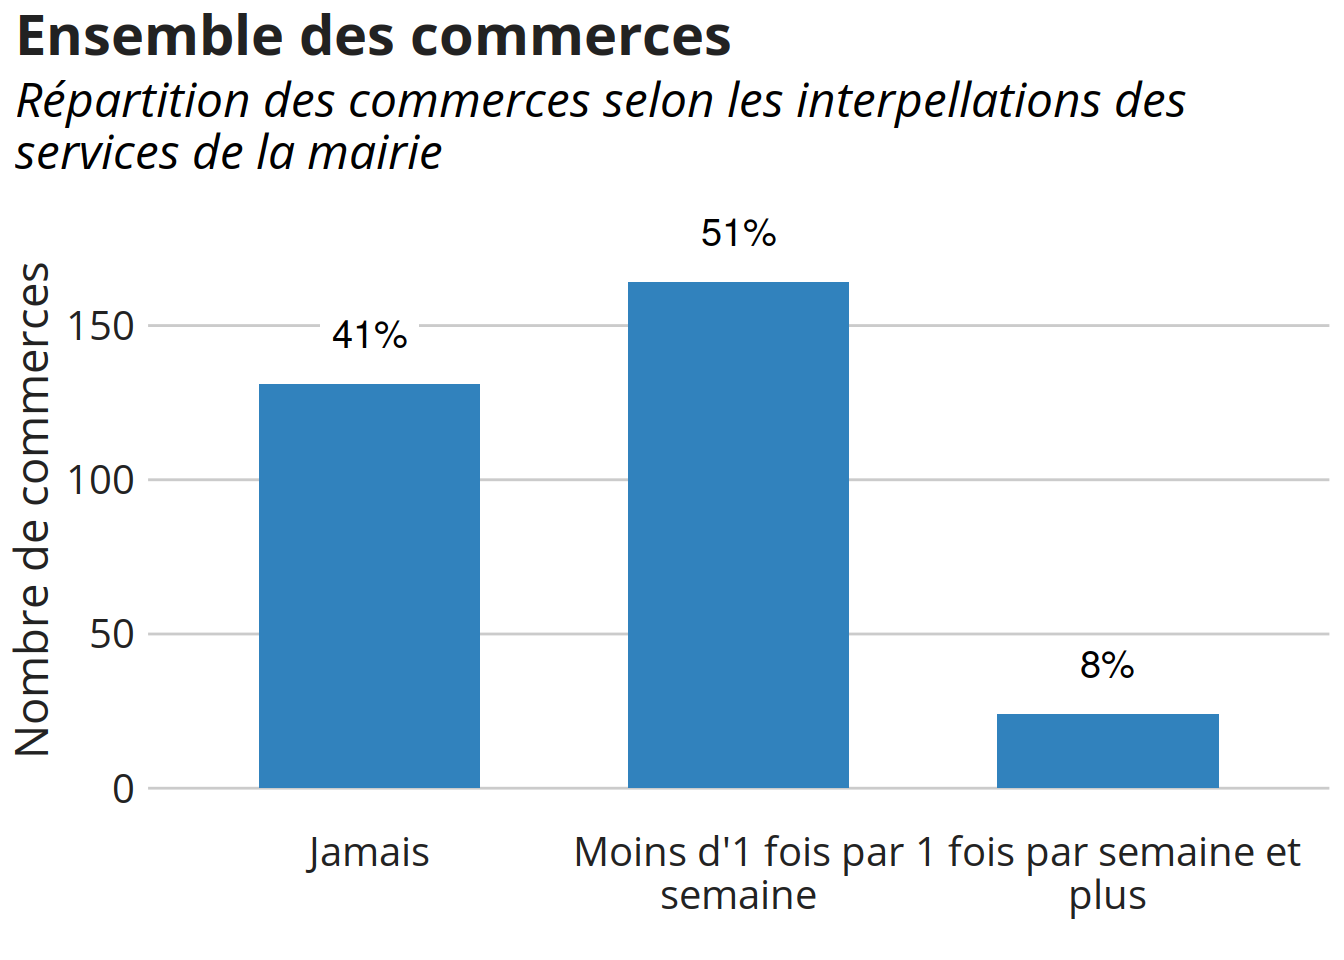 Ensemble des commerces
Répartition des commerces selon les interpellations des
services de la mairie
Nombre de commerces
150
100
50
0
41%
51%
8%
Jamais
Moins d'1 fois par
semaine
1 fois par semaine et
plus